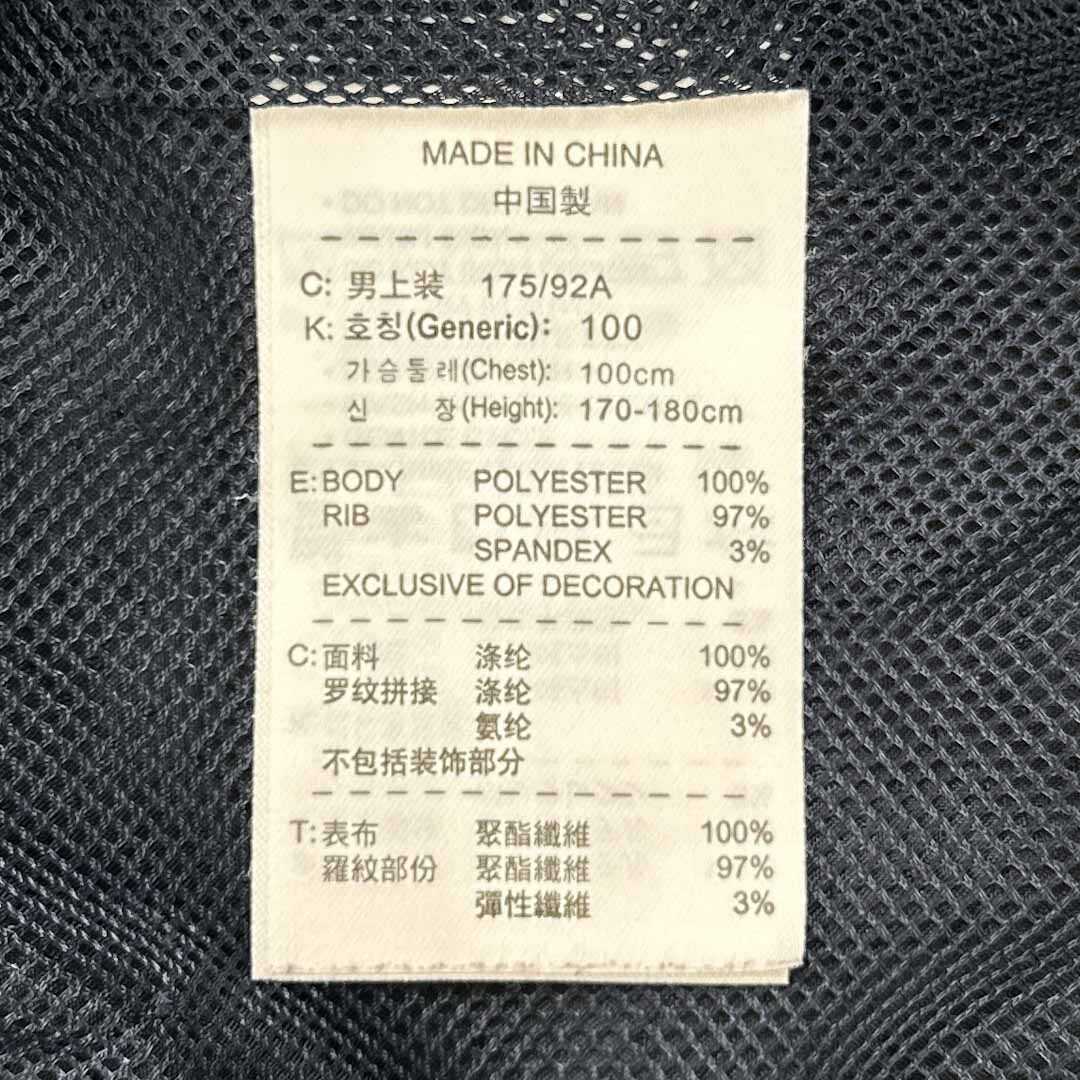 MADE IN CHINA
中国製
C: 男上装 175/92A
K: 호칭(Generic): 100
가슴둘레(Chest): 100cm
신 장(Height): 170-180cm
E: BODY POLYESTER 100%
RIB POLYESTER 97%
SPANDEX 3%
EXCLUSIVE OF DECORATION
C: 面料 涤纶 100%
罗纹拼接 涤纶 97%
氨纶 3%
不包括装饰部分
T: 表布 聚酯纖維 100%
羅紋部份 聚酯纖維 97%
彈性纖維 3%